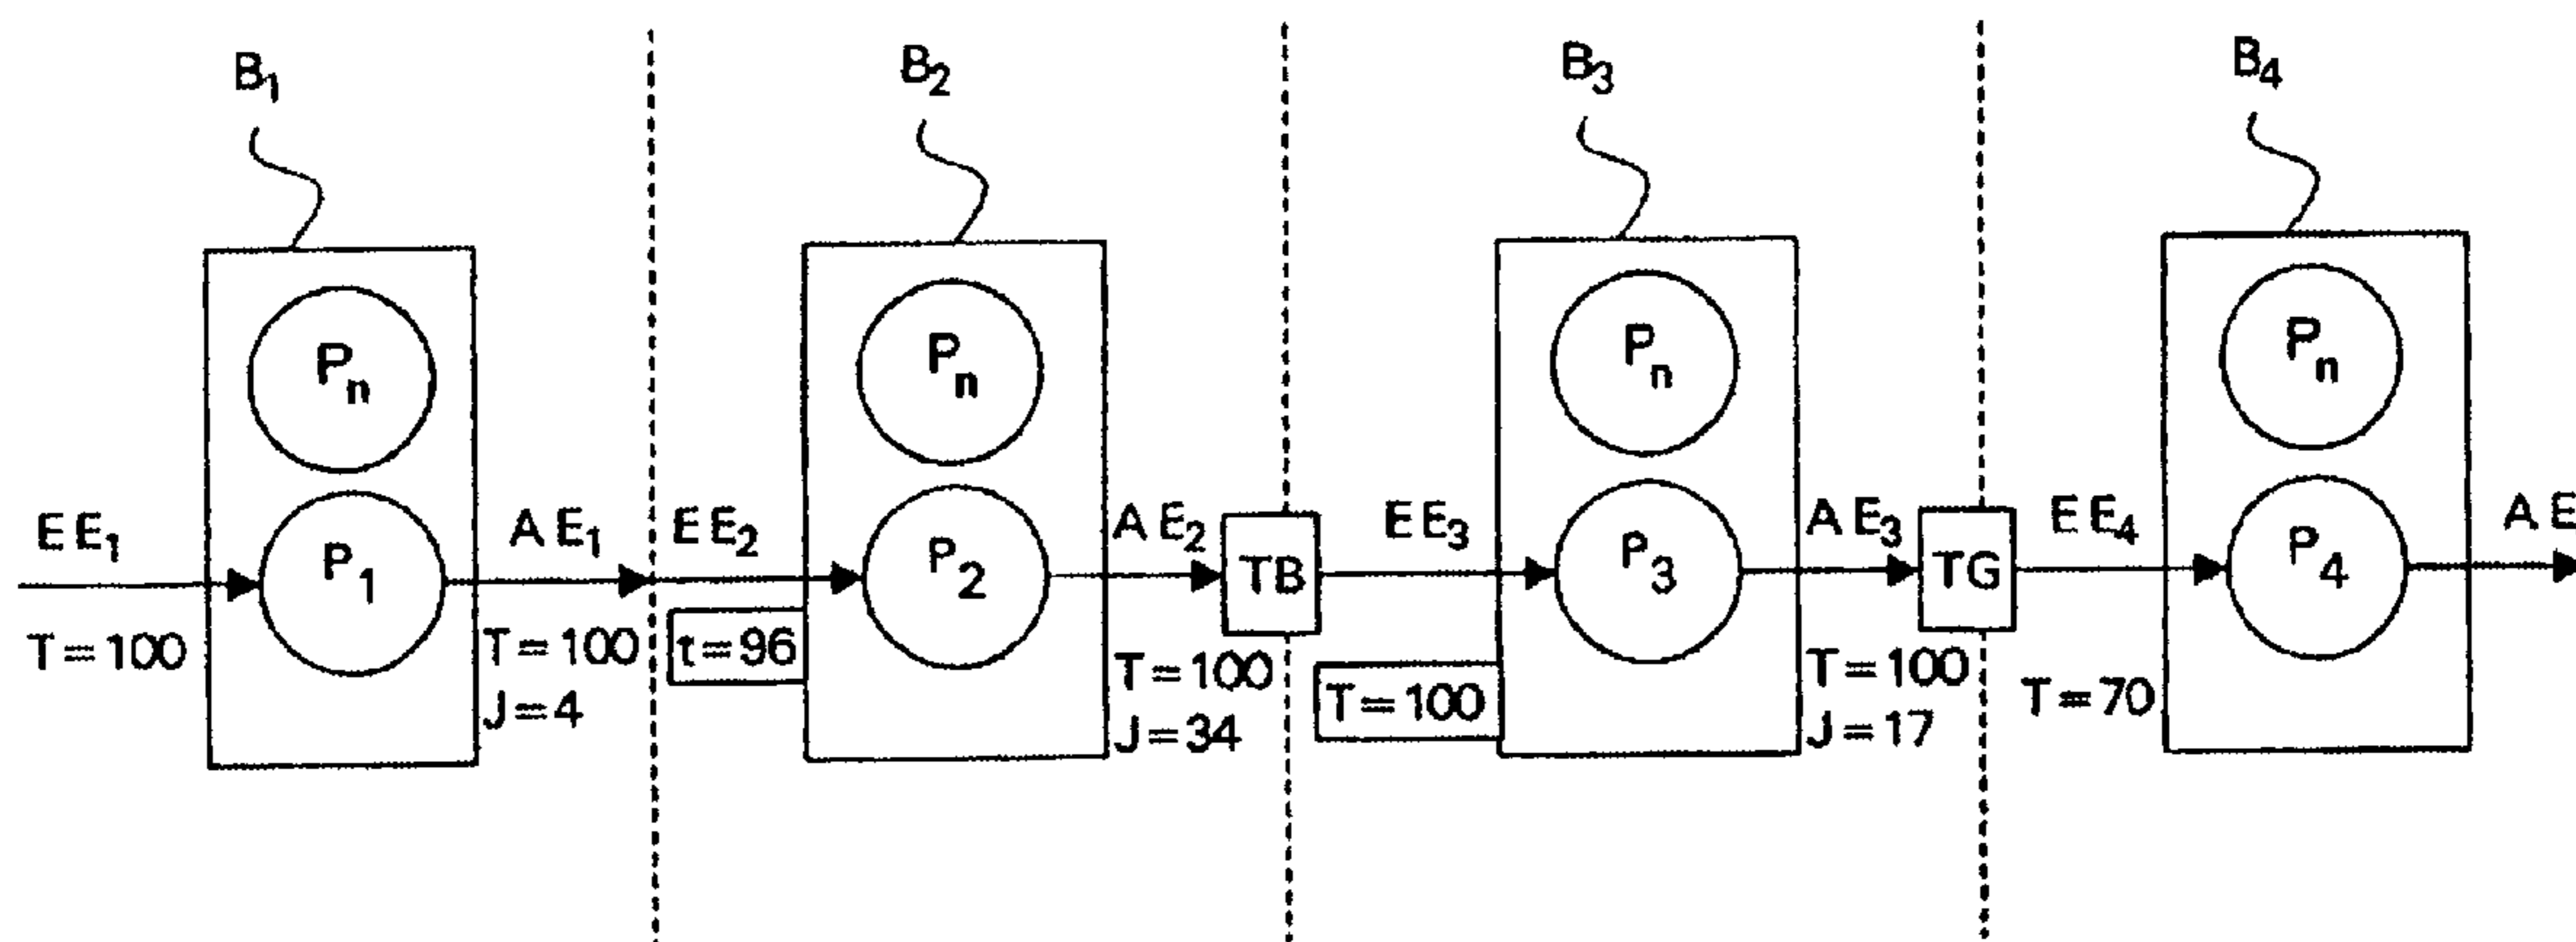 B1
B2
B3
B4
Pn
Pn
Pn
Pn
EE1
P1
AE1
EE2
P2
AE2
TB
EE3
P3
AE3
TG
EE4
P4
AE
T=100
T=100
J=4
t=96
T=100
J=34
T=100
T=100
J=17
T=70